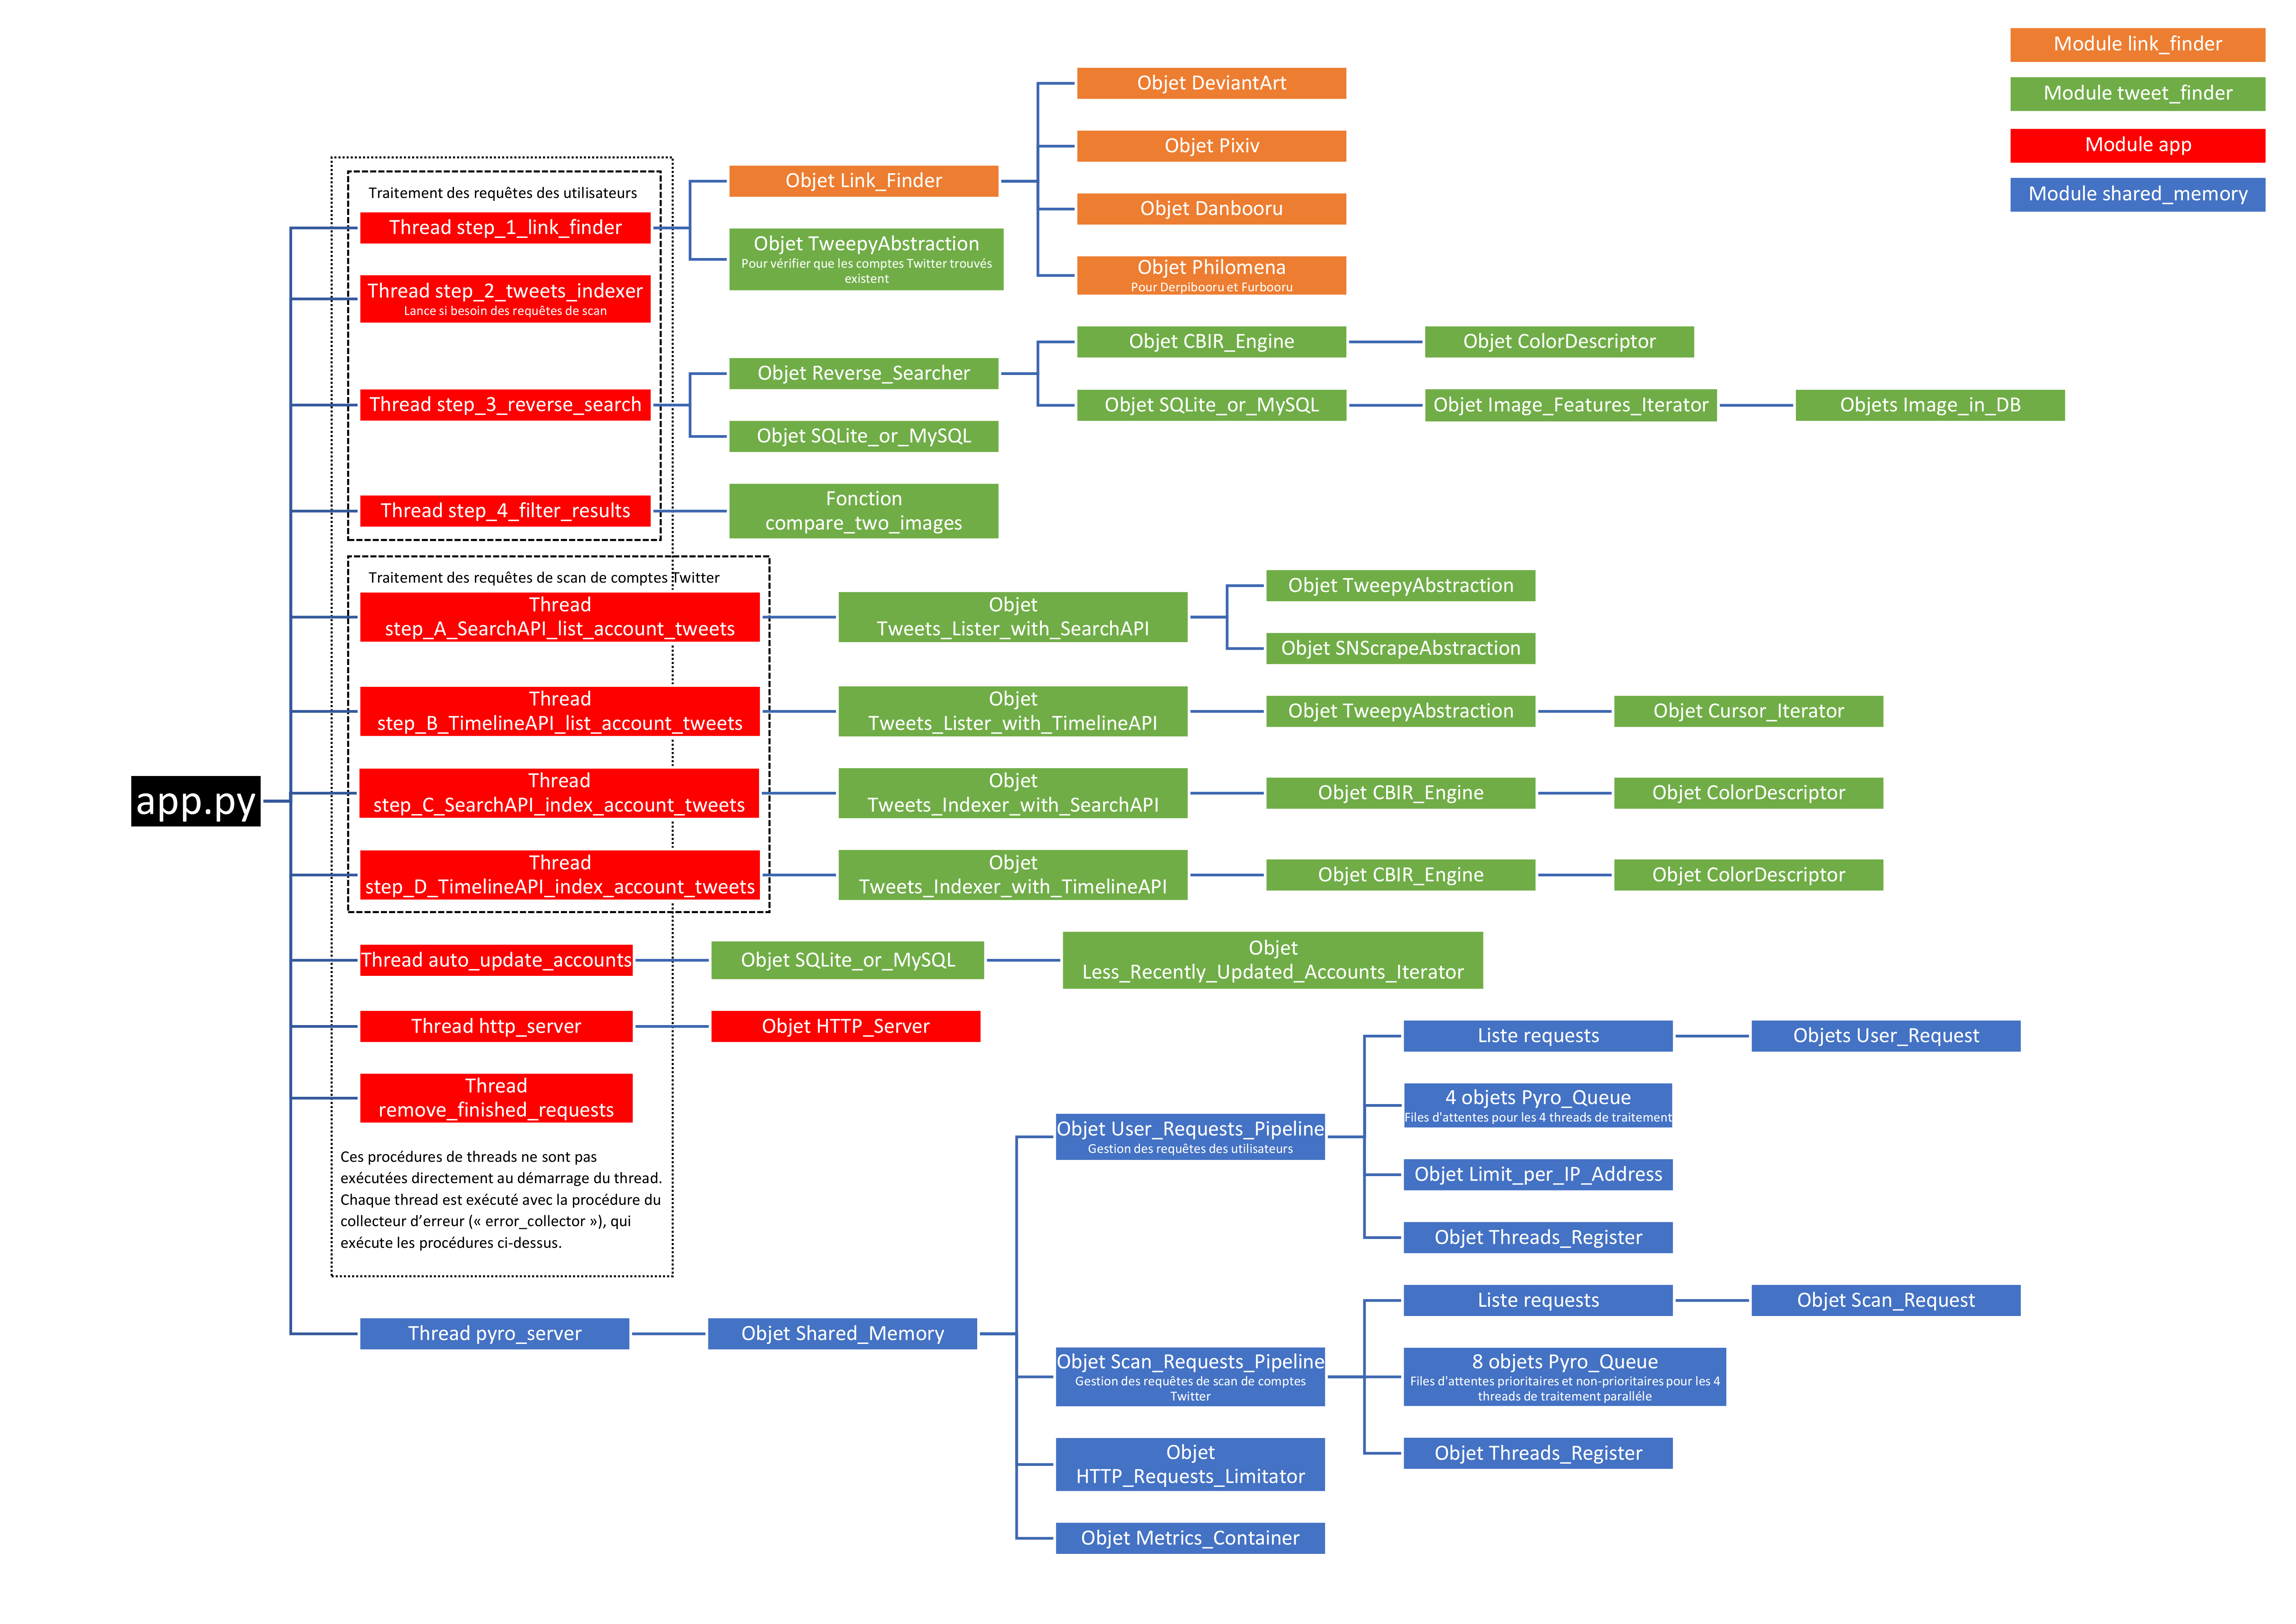 Module link_finder
Module tweet_finder
Module app
Module shared_memory
app.py
Traitement des requêtes des utilisateurs
Thread step_1_link_finder
Objet Link_Finder
Objet DeviantArt
Objet Pixiv
Objet Danbooru
Objet Philomena
Pour Derpibooru et Furbooru
Objet TweepyAbstraction
Pour vérifier que les comptes Twitter trouvés
existent
Thread step_2_tweets_indexer
Lance si besoin des requêtes de scan
Thread step_3_reverse_search
Objet Reverse_Searcher
Objet CBIR_Engine
Objet ColorDescriptor
Objet SQLite_or_MySQL
Objet Image_Features_Iterator
Objets Image_in_DB
Objet SQLite_or_MySQL
Thread step_4_filter_results
Fonction
compare_two_images
Traitement des requêtes de scan de comptes Twitter
Thread
step_A_SearchAPI_list_account_tweets
Objet
Tweets_Lister_with_SearchAPI
Objet TweepyAbstraction
Objet SNScrapeAbstraction
Thread
step_B_TimelineAPI_list_account_tweets
Objet
Tweets_Lister_with_TimelineAPI
Objet TweepyAbstraction
Objet Cursor_Iterator
Thread
step_C_SearchAPI_index_account_tweets
Objet
Tweets_Indexer_with_SearchAPI
Objet CBIR_Engine
Objet ColorDescriptor
Thread
step_D_TimelineAPI_index_account_tweets
Objet
Tweets_Indexer_with_TimelineAPI
Objet CBIR_Engine
Objet ColorDescriptor
Thread auto_update_accounts
Objet SQLite_or_MySQL
Objet
Less_Recently_Updated_Accounts_Iterator
Thread http_server
Objet HTTP_Server
Thread
remove_finished_requests
Ces procédures de threads ne sont pas
exécutées directement au démarrage du thread.
Chaque thread est exécuté avec la procédure du
collecteur d’erreur (« error_collector »), qui
exécute les procédures ci-dessus.
Thread pyro_server
Objet Shared_Memory
Objet User_Requests_Pipeline
Gestion des requêtes des utilisateurs
Liste requests
Objets User_Request
4 objets Pyro_Queue
Files d'attentes pour les 4 threads de traitement
Objet Limit_per_IP_Address
Objet Threads_Register
Objet Scan_Requests_Pipeline
Gestion des requêtes de scan de comptes
Twitter
Liste requests
Objet Scan_Request
8 objets Pyro_Queue
Files d'attentes prioritaires et non-prioritaires pour les 4
threads de traitement paralléle
Objet Threads_Register
Objet
HTTP_Requests_Limitator
Objet Metrics_Container